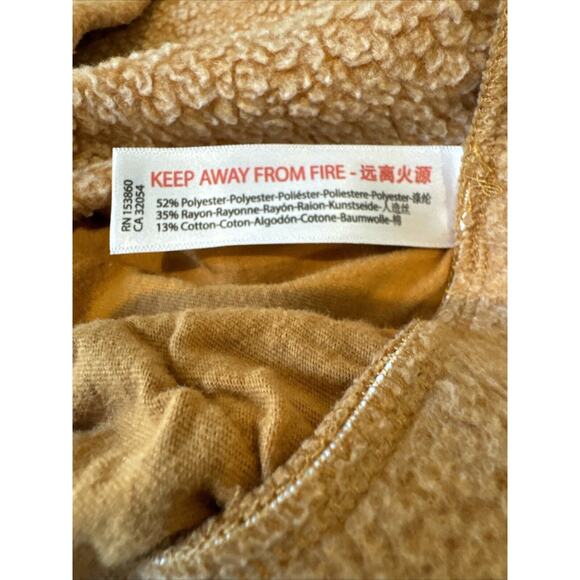 KEEP AWAY FROM FIRE - 远离火源
52% Polyester-Polyester-Poliéster-Poliestere-Polyester-涤纶
35% Rayon-Rayonne-Rayón-Raion-Kunstseide-人造丝
13% Cotton-Coton-Algodón-Cotone-Baumwolle-棉
RN 153860
CA 32054